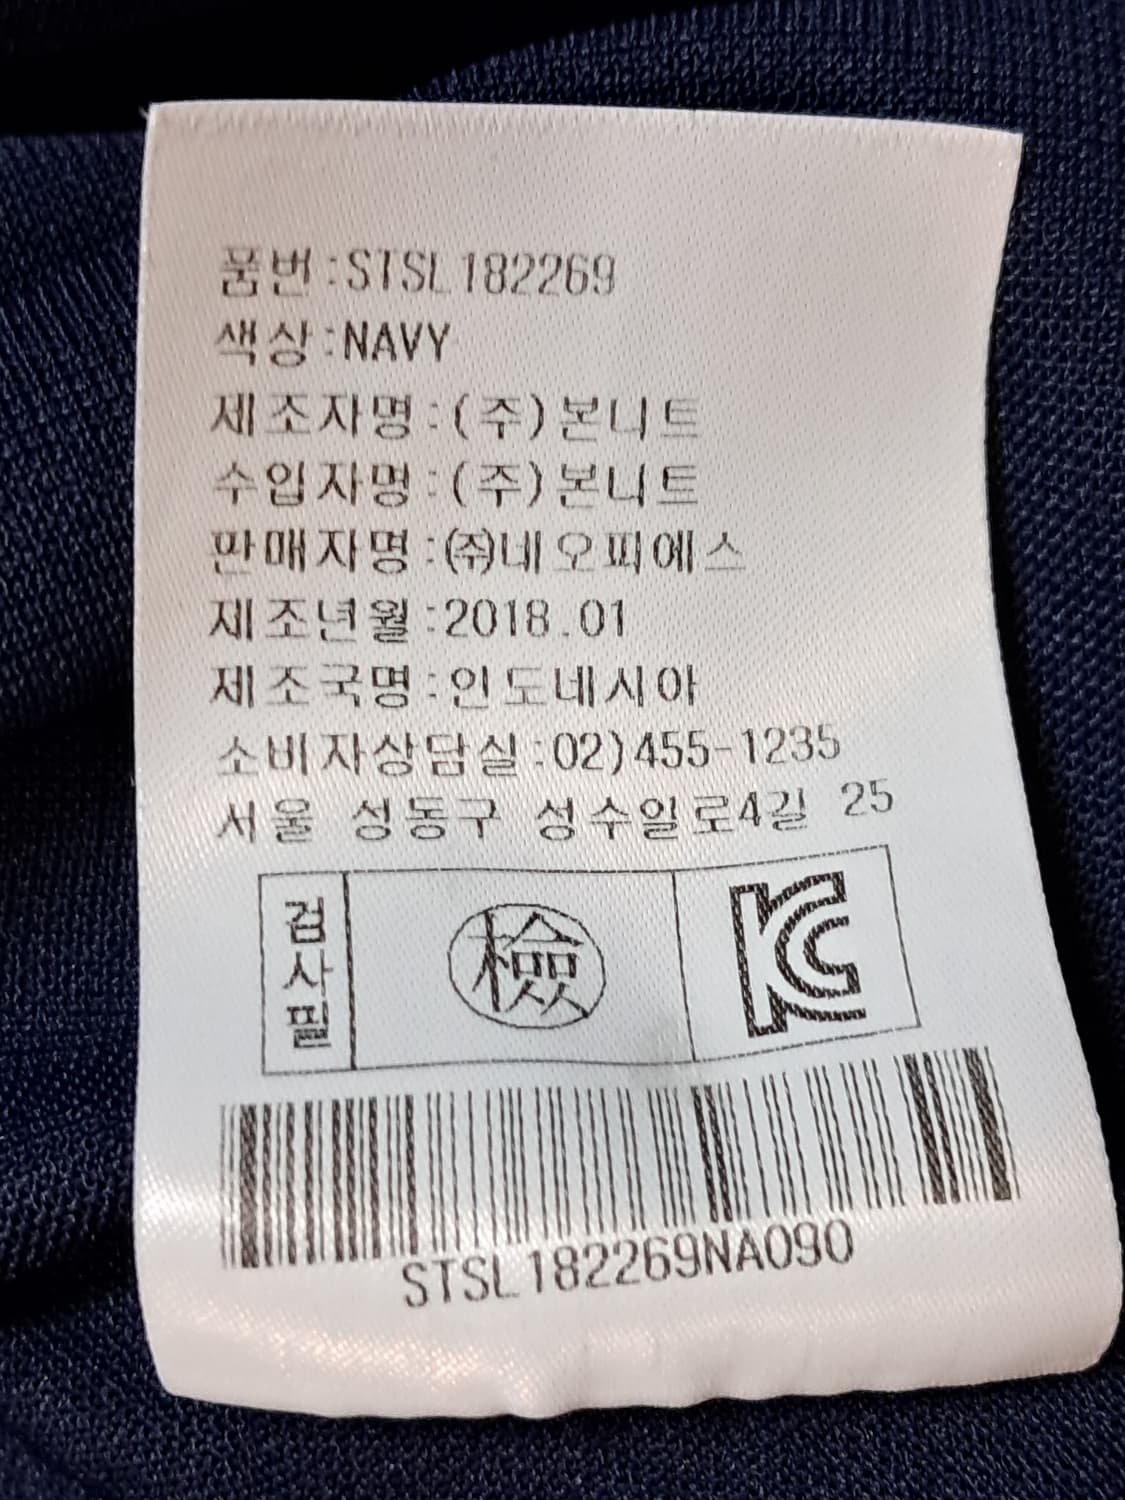 품번:STSL182269
색상:NAVY
제조자명:(주)본니트
수입자명:(주)본니트
판매자명:㈜네오피에스
제조년월:2018.01
제조국명:인도네시아
소비자상담실:02)455-1235
서울 성동구 성수일로4길 25
검사필
檢
KC
STSL182269NA090